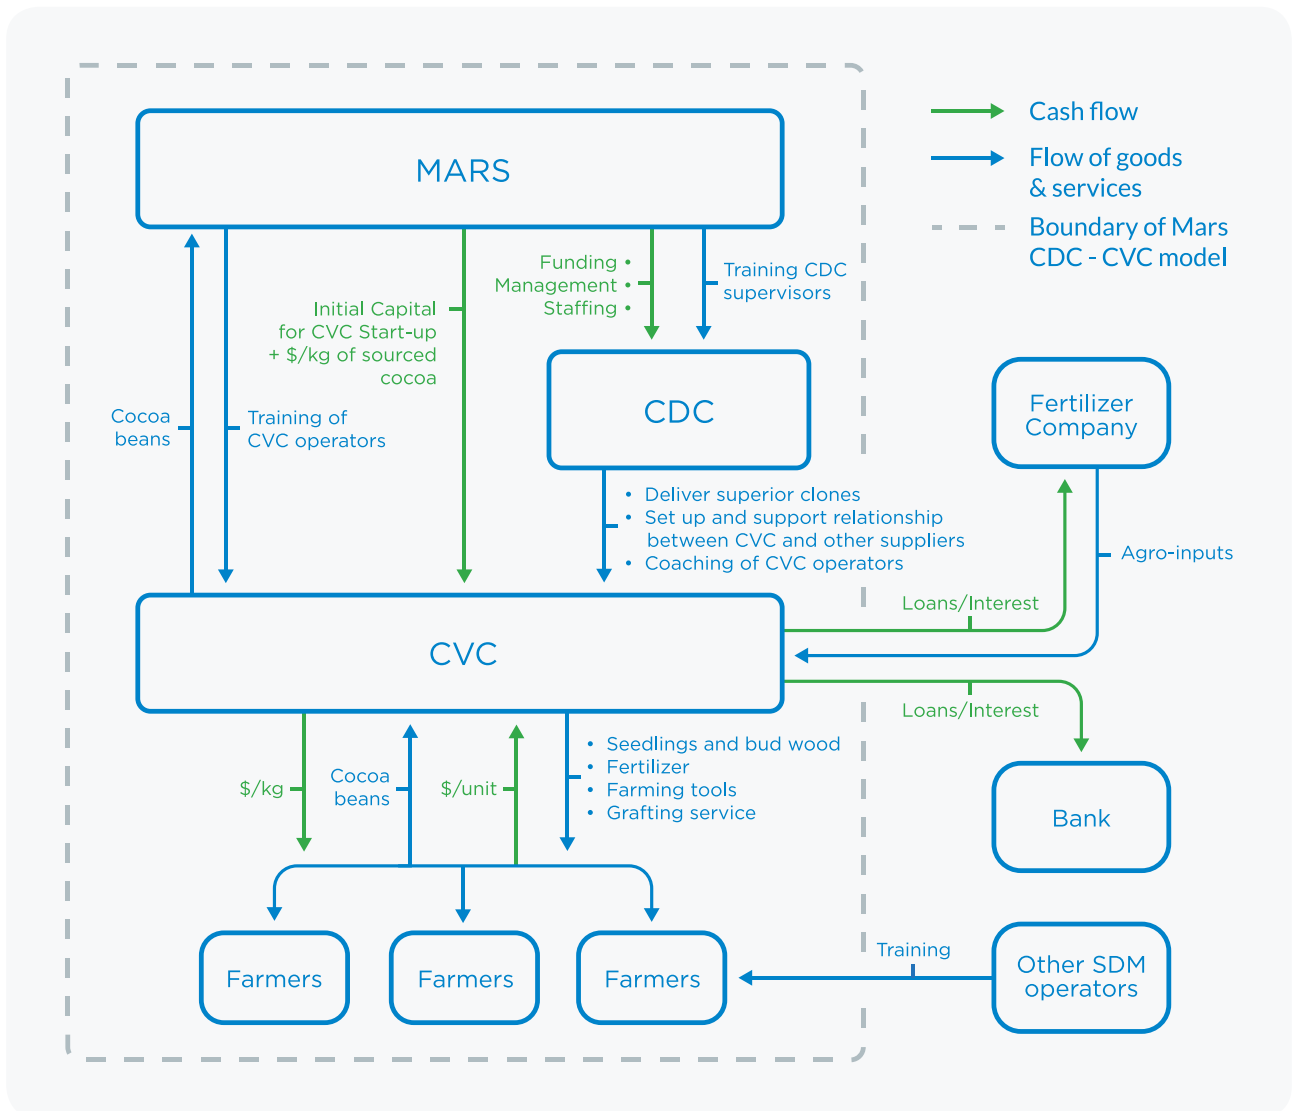 MARS
Cash flow
Flow of goods
& services
Boundary of Mars
CDC - CVC model
Funding •
Management •
Staffing •
Training CDC
supervisors
Initial Capital
for CVC Start-up
+ $/kg of sourced
cocoa
Cocoa
beans
Training of
CVC operators
CDC
Fertilizer
Company
• Deliver superior clones
• Set up and support relationship
between CVC and other suppliers
• Coaching of CVC operators
Agro-inputs
Loans/Interest
CVC
Loans/Interest
$/kg
Cocoa
beans
$/unit
• Seedlings and bud wood
• Fertilizer
• Farming tools
• Grafting service
Bank
Farmers
Farmers
Farmers
Training
Other SDM
operators